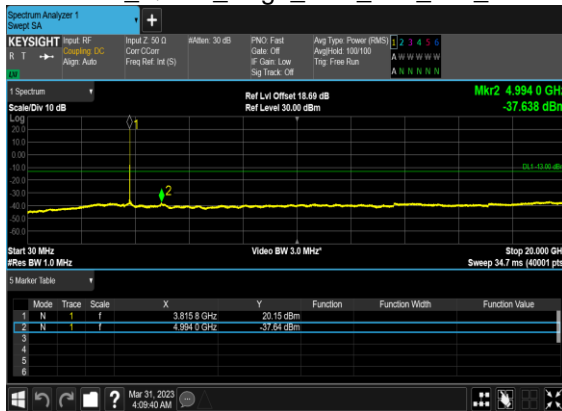 Spectrum Analyzer 1
Swept SA
KEYSIGHT
R T
Input: RF
Coupling: DC
Align: Auto
Input Z: 50 Ω
Corr CCorr
Freq Ref: Int (S)
#Atten: 30 dB
PNO: Fast
Gate: Off
IF Gain: Low
Sig Track: Off
Avg Type: Power (RMS)
Avg|Hold: 100/100
Trig: Free Run
1 2 3 4 5 6
A W W W W W
A N N N N N
1 Spectrum
Scale/Div 10 dB
Ref Lvl Offset 18.69 dB
Ref Level 30.00 dBm
Mkr2 4.994 0 GHz
-37.638 dBm
Log
20.0
10.0
0.00
-10.0
-20.0
-30.0
-40.0
-50.0
-60.0
1
2
DL1 -13.00 dB
Start 30 MHz
#Res BW 1.0 MHz
Video BW 3.0 MHz*
Stop 20.000 GH
Sweep 34.7 ms (40001 pts
5 Marker Table
Mode Trace Scale X Y Function Function Width Function Value
1 N 1 f 3.815 8 GHz 20.15 dBm
2 N 1 f 4.994 0 GHz -37.64 dBm
3
4
5
6
?
Mar 31, 2023
4:09:40 AM